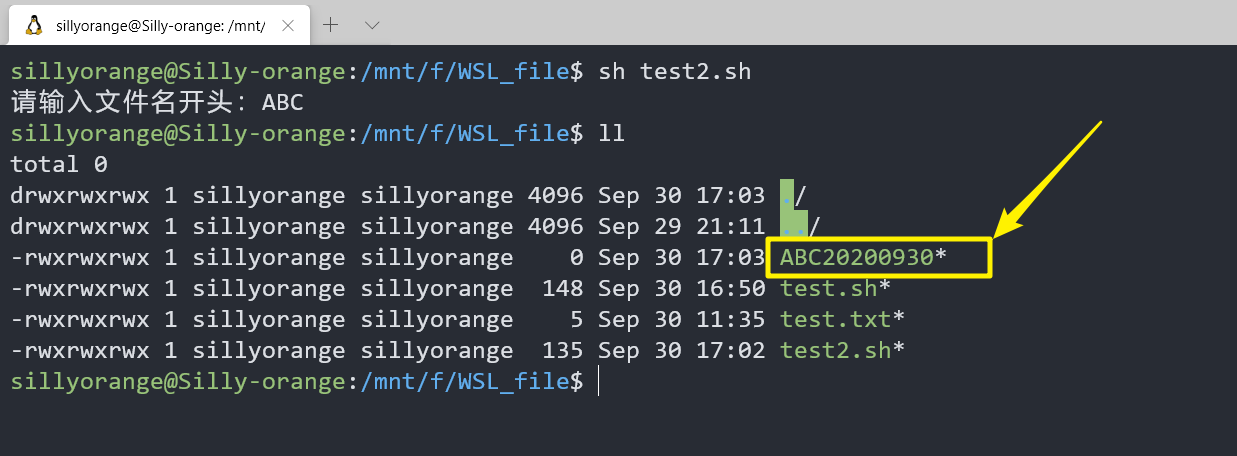 sillyorange@Silly-orange: /mnt/
sillyorange@Silly-orange:/mnt/f/WSL_file$ sh test2.sh
请输入文件名开头：ABC
sillyorange@Silly-orange:/mnt/f/WSL_file$ ll
total 0
drwxrwxrwx 1 sillyorange sillyorange 4096 Sep 30 17:03 ./
drwxrwxrwx 1 sillyorange sillyorange 4096 Sep 29 21:11 ../
-rwxrwxrwx 1 sillyorange sillyorange    0 Sep 30 17:03 ABC20200930*
-rwxrwxrwx 1 sillyorange sillyorange  148 Sep 30 16:50 test.sh*
-rwxrwxrwx 1 sillyorange sillyorange    5 Sep 30 11:35 test.txt*
-rwxrwxrwx 1 sillyorange sillyorange  135 Sep 30 17:02 test2.sh*
sillyorange@Silly-orange:/mnt/f/WSL_file$